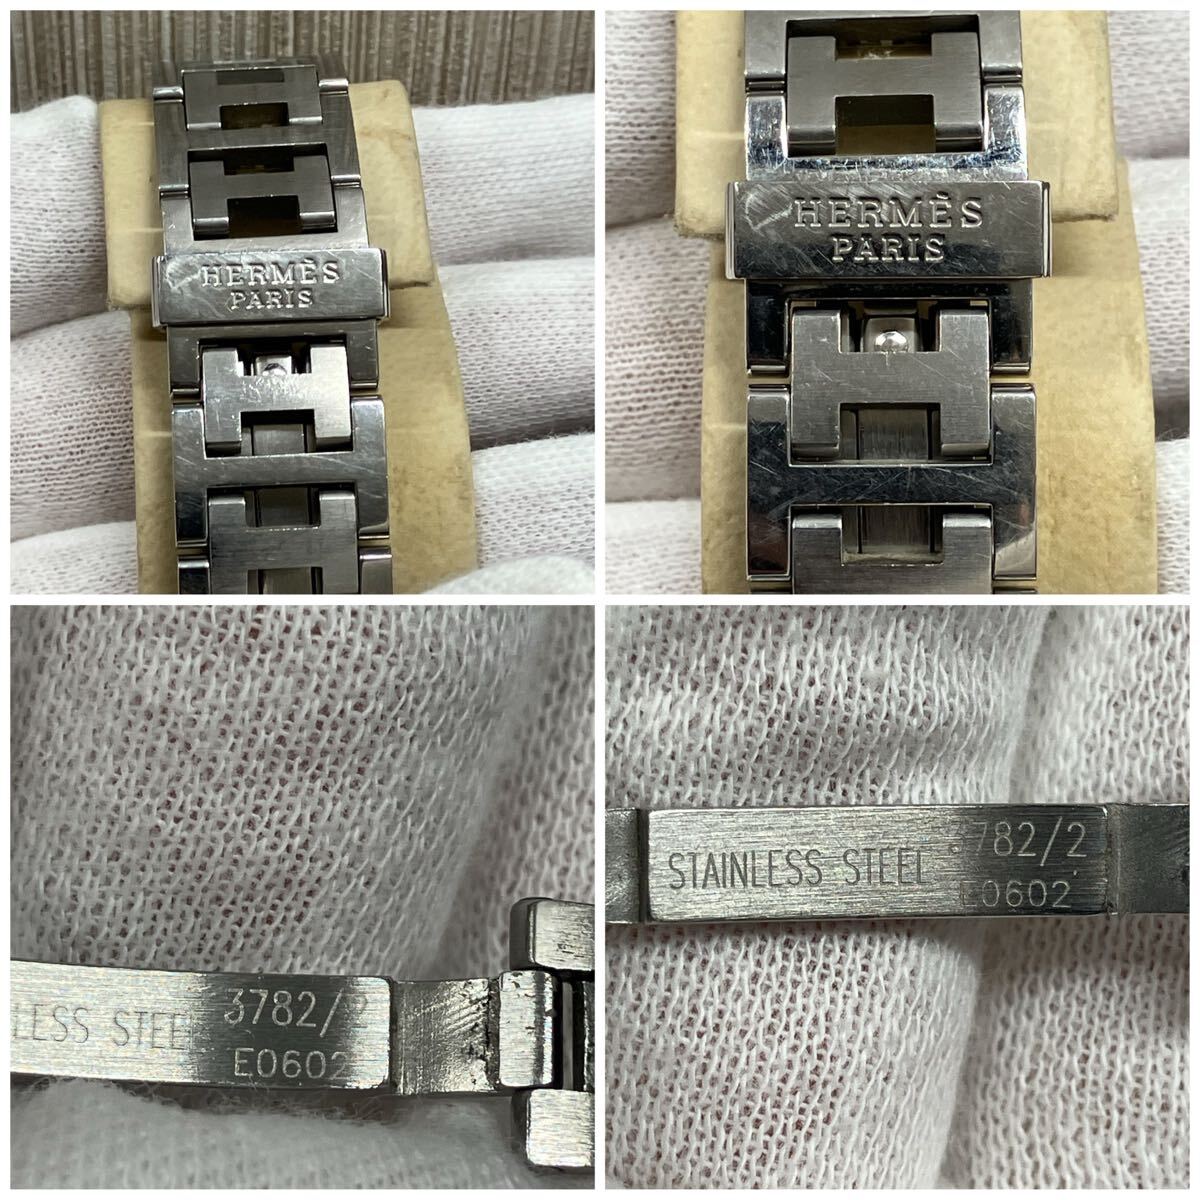 HERMÈS
PARIS
HERMÈS
PARIS
LESS STEEL 3782/2
E0602
STAINLESS STEEL 3782/2
E0602